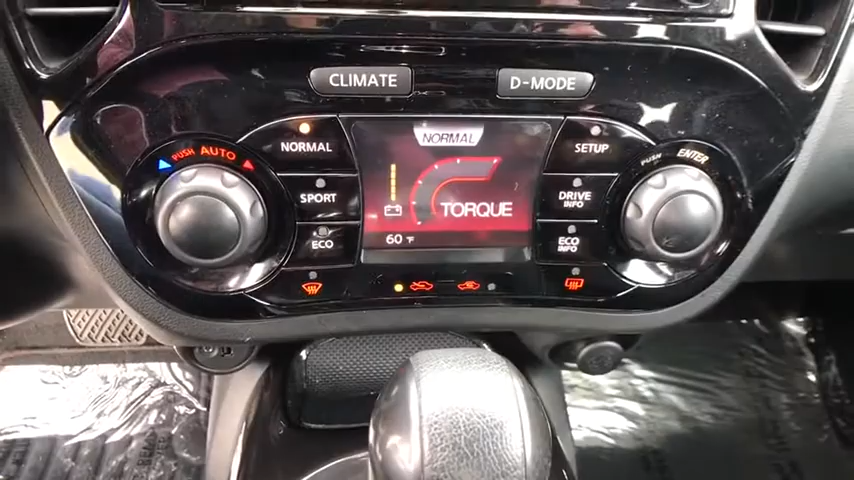 CLIMATE
D-MODE
NORMAL
PUSH AUTO
NORMAL
SETUP
PUSH ENTER
SPORT
DRIVE
INFO
TORQUE
ECO
ECO
INFO
60 °F